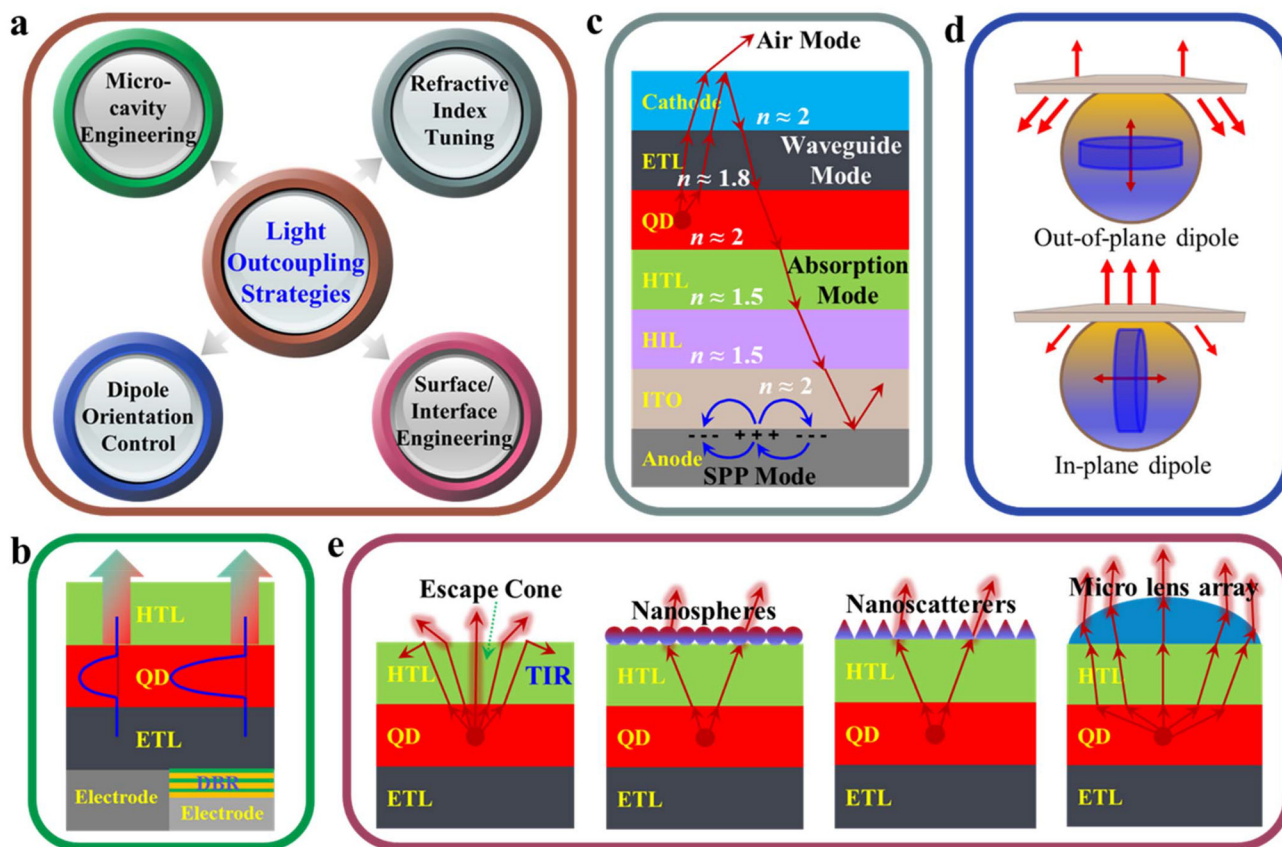 a
Micro-
cavity
Engineering
Refractive
Index
Tuning
Light
Outcoupling
Strategies
Dipole
Orientation
Control
Surface/
Interface
Engineering
b
HTL
QD
ETL
Electrode
DBR
Electrode
c
Air Mode
Cathode
n ≈ 2
ETL
Waveguide
Mode
n ≈ 1.8
QD
n ≈ 2
HTL
Absorption
Mode
n ≈ 1.5
HIL
n ≈ 1.5
ITO
n ≈ 2
- - - + + + - - -
Anode
SPP Mode
d
Out-of-plane dipole
In-plane dipole
e
Escape Cone
HTL
TIR
QD
ETL
Nanospheres
HTL
QD
ETL
Nanoscatterers
HTL
QD
ETL
Micro lens array
HTL
QD
ETL